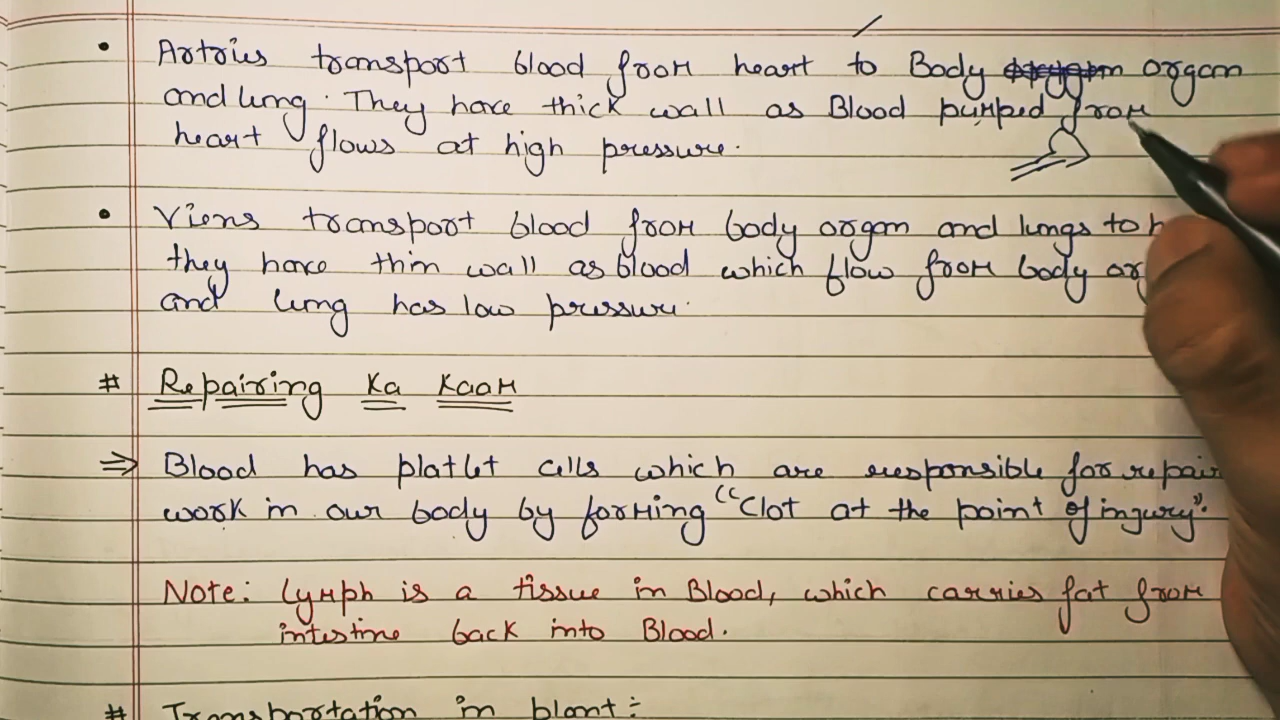 • Artries transport blood from heart to Body organ
and lung. They have thick wall as Blood pumped from
heart flows at high pressure.
• Viens transport blood from body organ and lungs to
they have thin wall as blood which flow from body
and lung has low pressure.
# Repairing Ka Kaam
⇒ Blood has platlet cells which are responsible for repair
work in our body by forming “Clot at the point of ingury”.
Note: Lymph is a tissue in Blood, which carries fat from
intestine back into Blood.
# Transportation in plant: